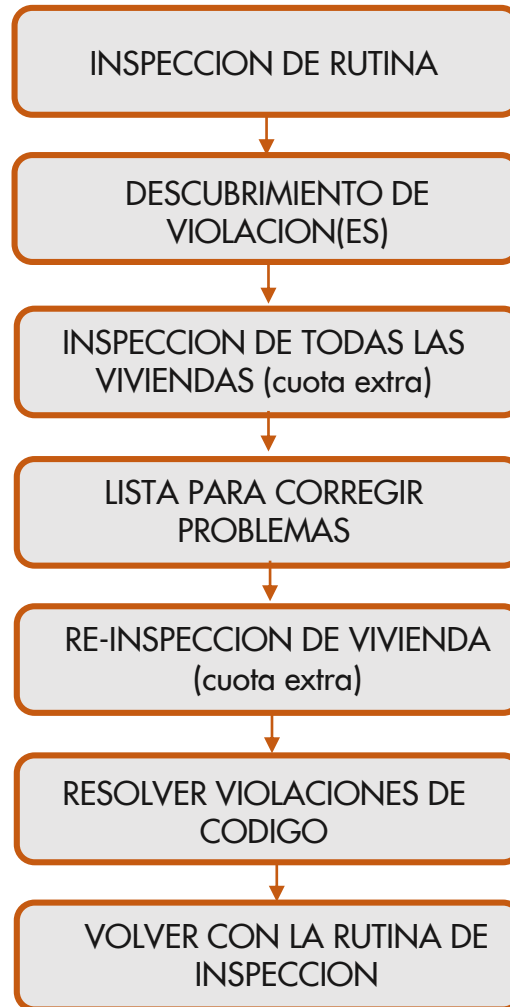 INSPECCION DE RUTINA
DESCUBRIMIENTO DE
VIOLACION(ES)
INSPECCION DE TODAS LAS
VIVIENDAS (cuota extra)
LISTA PARA CORREGIR
PROBLEMAS
RE-INSPECCION DE VIVIENDA
(cuota extra)
RESOLVER VIOLACIONES DE
CODIGO
VOLVER CON LA RUTINA DE
INSPECCION